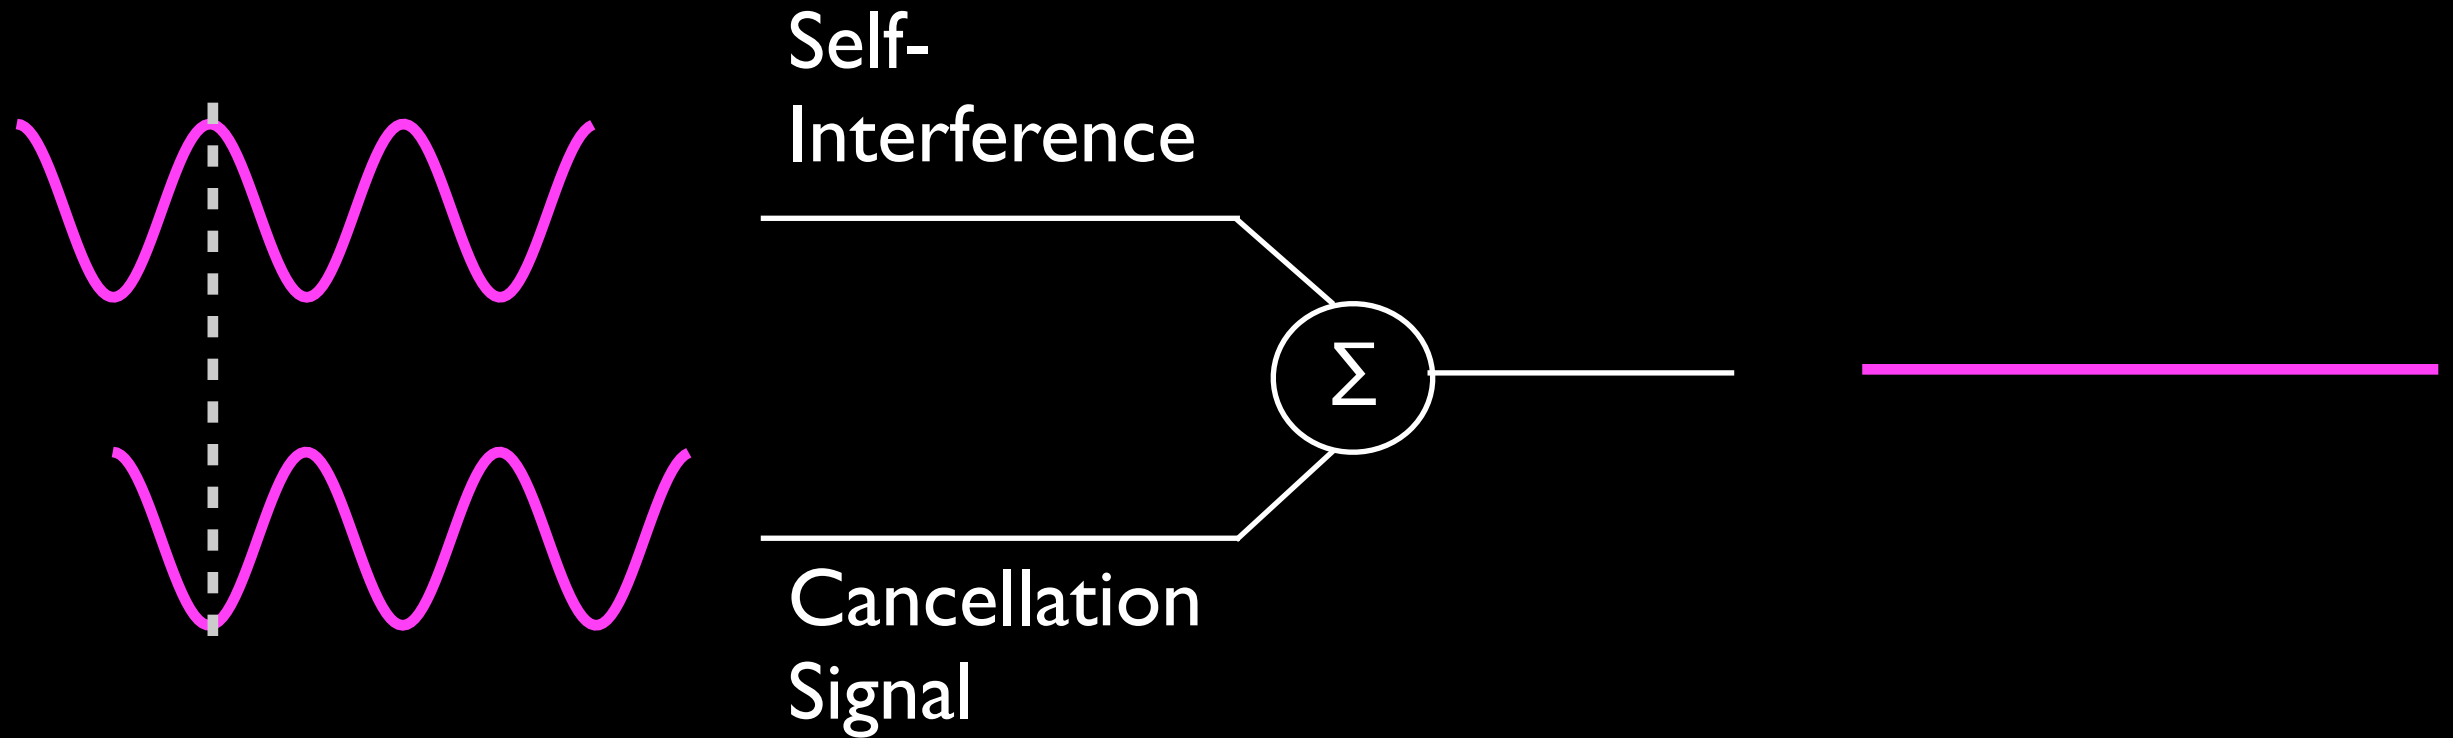 Self-
Interference
Σ
Cancellation
Signal